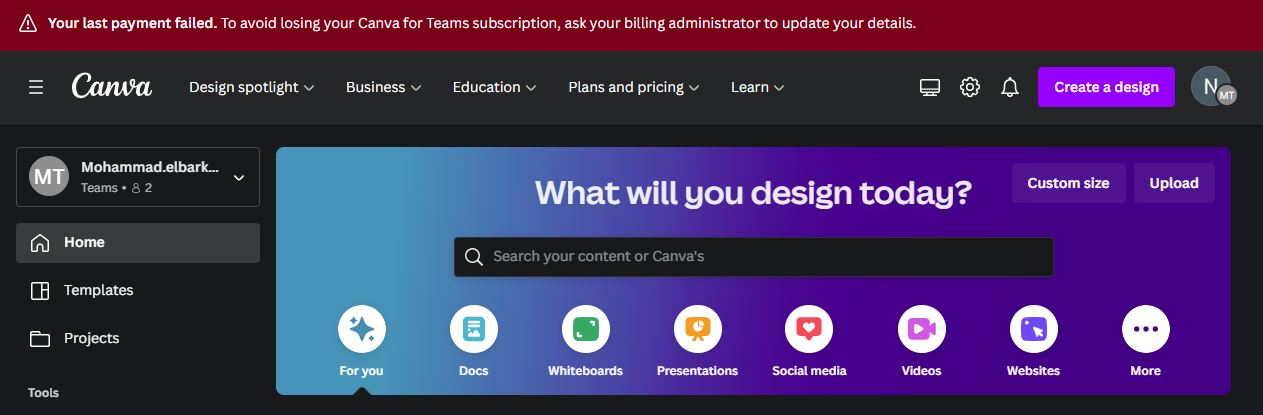 Your last payment failed. To avoid losing your Canva for Teams subscription, ask your billing administrator to update your details.
Canva
Design spotlight
Business
Education
Plans and pricing
Learn
Create a design
N
MT
MT
Mohammad.elbark...
Teams • 2
Home
Templates
Projects
Tools
What will you design today?
Custom size
Upload
Search your content or Canva's
For you
Docs
Whiteboards
Presentations
Social media
Videos
Websites
More